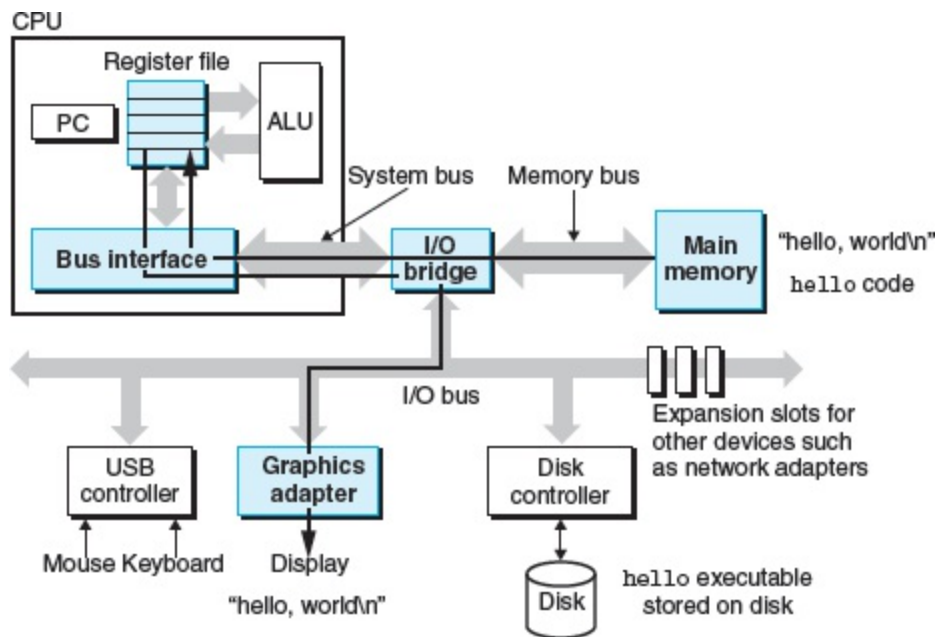 CPU
Register file
PC
ALU
System bus
Memory bus
Bus interface
I/O
bridge
Main
memory
“hello, world\n”
hello code
I/O bus
Expansion slots for
other devices such
as network adapters
USB
controller
Graphics
adapter
Disk
controller
Mouse Keyboard
Display
“hello, world\n”
Disk
hello executable
stored on disk